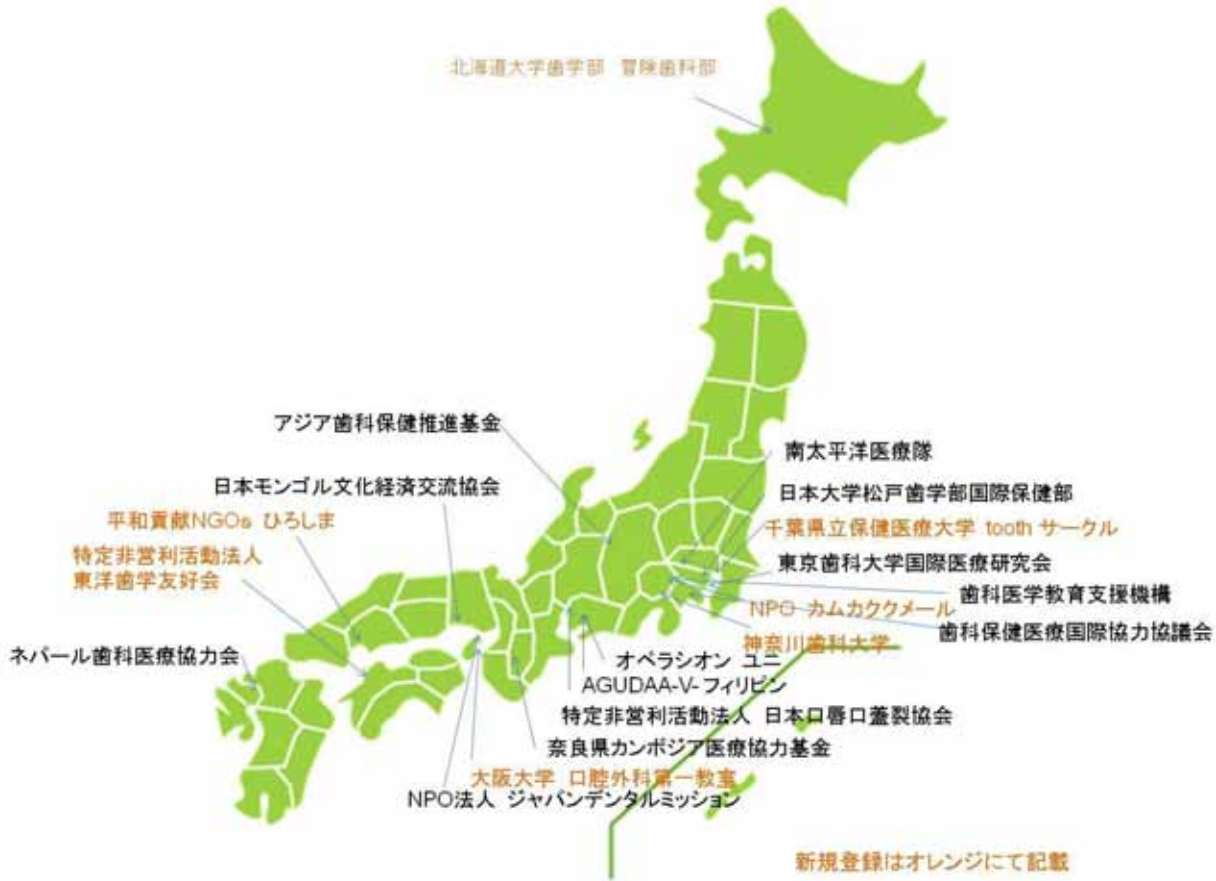 北海道大学歯学部 冒険歯科部
アジア歯科保健推進基金
日本モンゴル文化経済交流協会
平和貢献NGOs ひろしま
特定非営利活動法人
東洋歯学友好会
ネパール歯科医療協力会
南太平洋医療隊
日本大学松戸歯学部国際保健部
千葉県立保健医療大学 tooth サークル
東京歯科大学国際医療研究会
歯科医学教育支援機構
NPO カムカククメール
歯科保健医療国際協力協議会
神奈川歯科大学
オペラシオン ユニ
AGUDAA-V-フィリピン
特定非営利活動法人 日本口唇口蓋裂協会
奈良県カンボジア医療協力基金
大阪大学 口腔外科第一教室
NPO法人 ジャパンデンタルミッション
新規登録はオレンジにて記載